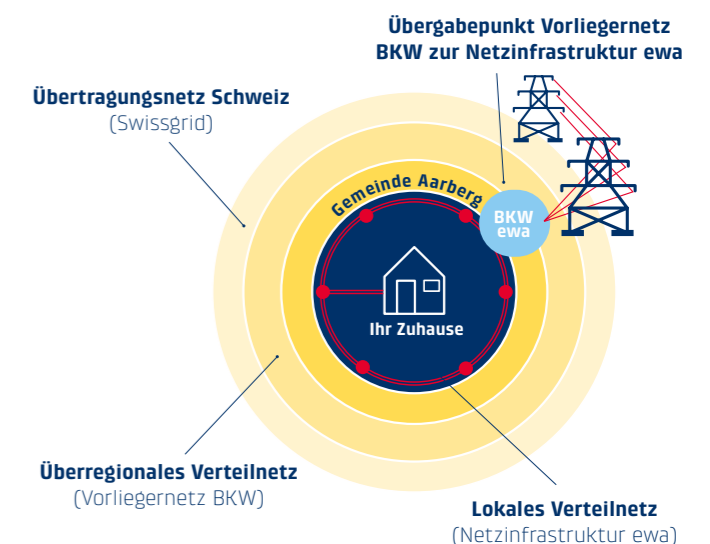 Übergabepunkt Vorliegernetz
BKW zur Netzinfrastruktur ewa
Übertragungsnetz Schweiz
(Swissgrid)
Gemeinde Aarberg
BKW
ewa
Ihr Zuhause
Überregionales Verteilnetz
(Vorliegernetz BKW)
Lokales Verteilnetz
(Netzinfrastruktur ewa)